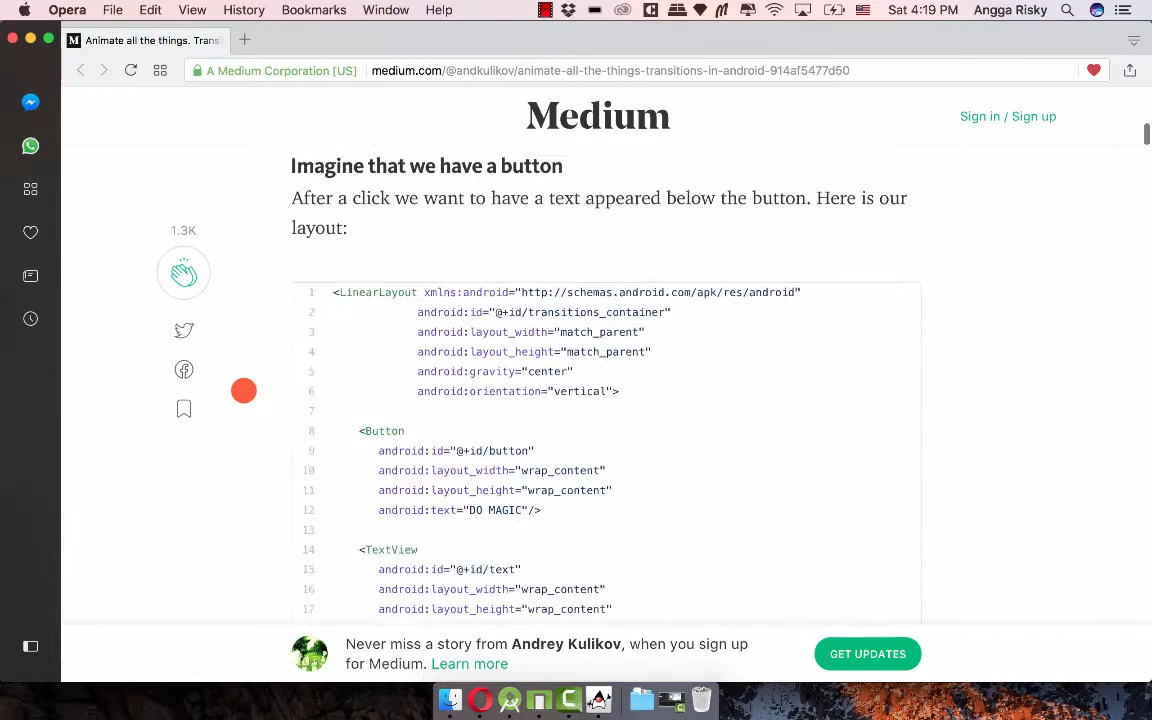 Opera File Edit View History Bookmarks Window Help Sat 4:19 PM Angga Risky
M Animate all the things. Transi
A Medium Corporation [US] medium.com/@andkulikov/animate-all-the-things-transitions-in-android-914af5477d50
Medium
Sign in / Sign up
Imagine that we have a button
After a click we want to have a text appeared below the button. Here is our
layout:
1.3K
1 <LinearLayout xmlns:android="http://schemas.android.com/apk/res/android"
2 android:id="@+id/transitions_container"
3 android:layout_width="match_parent"
4 android:layout_height="match_parent"
5 android:gravity="center"
6 android:orientation="vertical">
7
8 <Button
9 android:id="@+id/button"
10 android:layout_width="wrap_content"
11 android:layout_height="wrap_content"
12 android:text="DO MAGIC"/>
13
14 <TextView
15 android:id="@+id/text"
16 android:layout_width="wrap_content"
17 android:layout_height="wrap_content"
Never miss a story from Andrey Kulikov, when you sign up
for Medium. Learn more
GET UPDATES